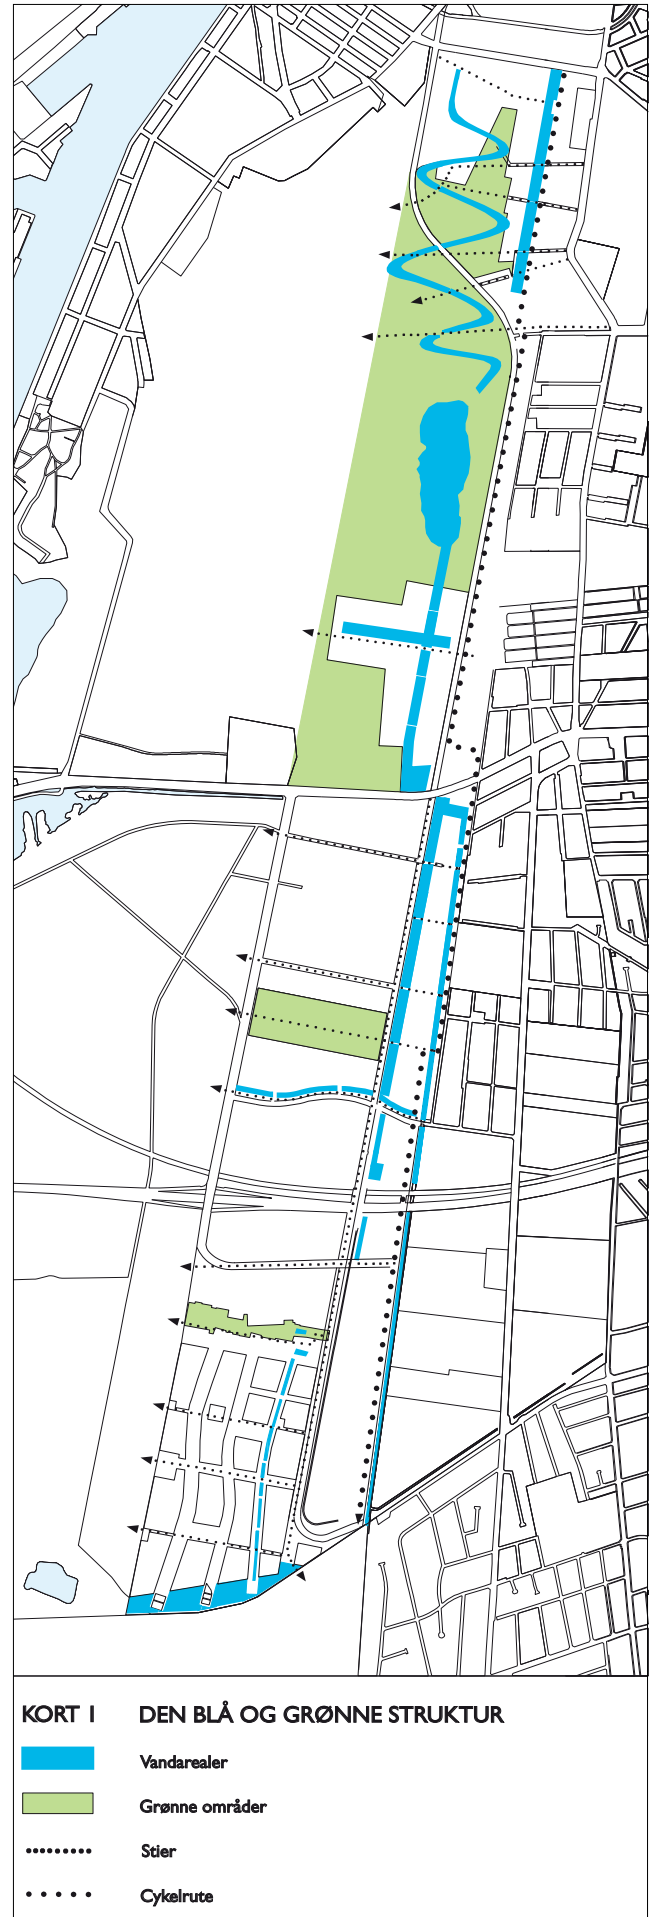 KORT 1 DEN BLÅ OG GRØNNE STRUKTUR
Vandarealer
Grønne områder
Stier
Cykelrute